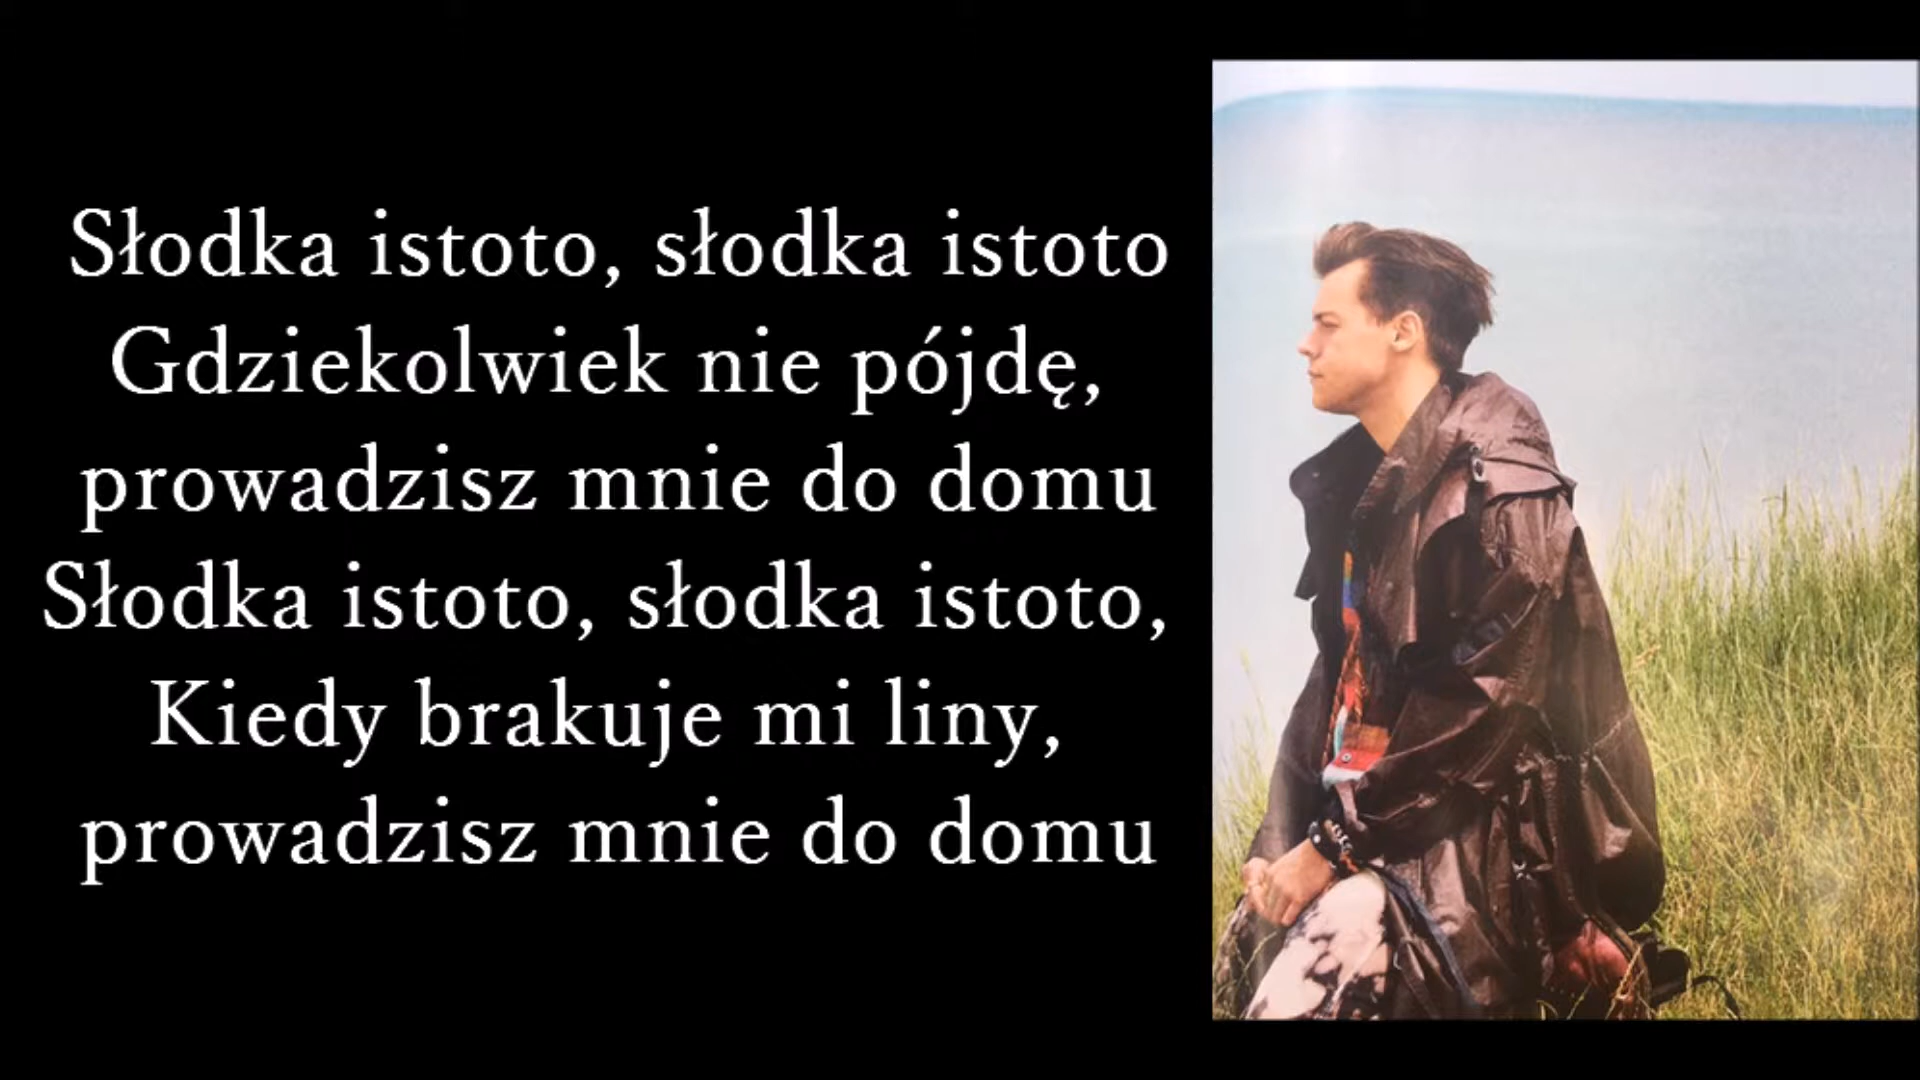 Słodka istoto, słodka istoto
Gdziekolwiek nie pójdę,
prowadzisz mnie do domu
Słodka istoto, słodka istoto,
Kiedy brakuje mi liny,
prowadzisz mnie do domu